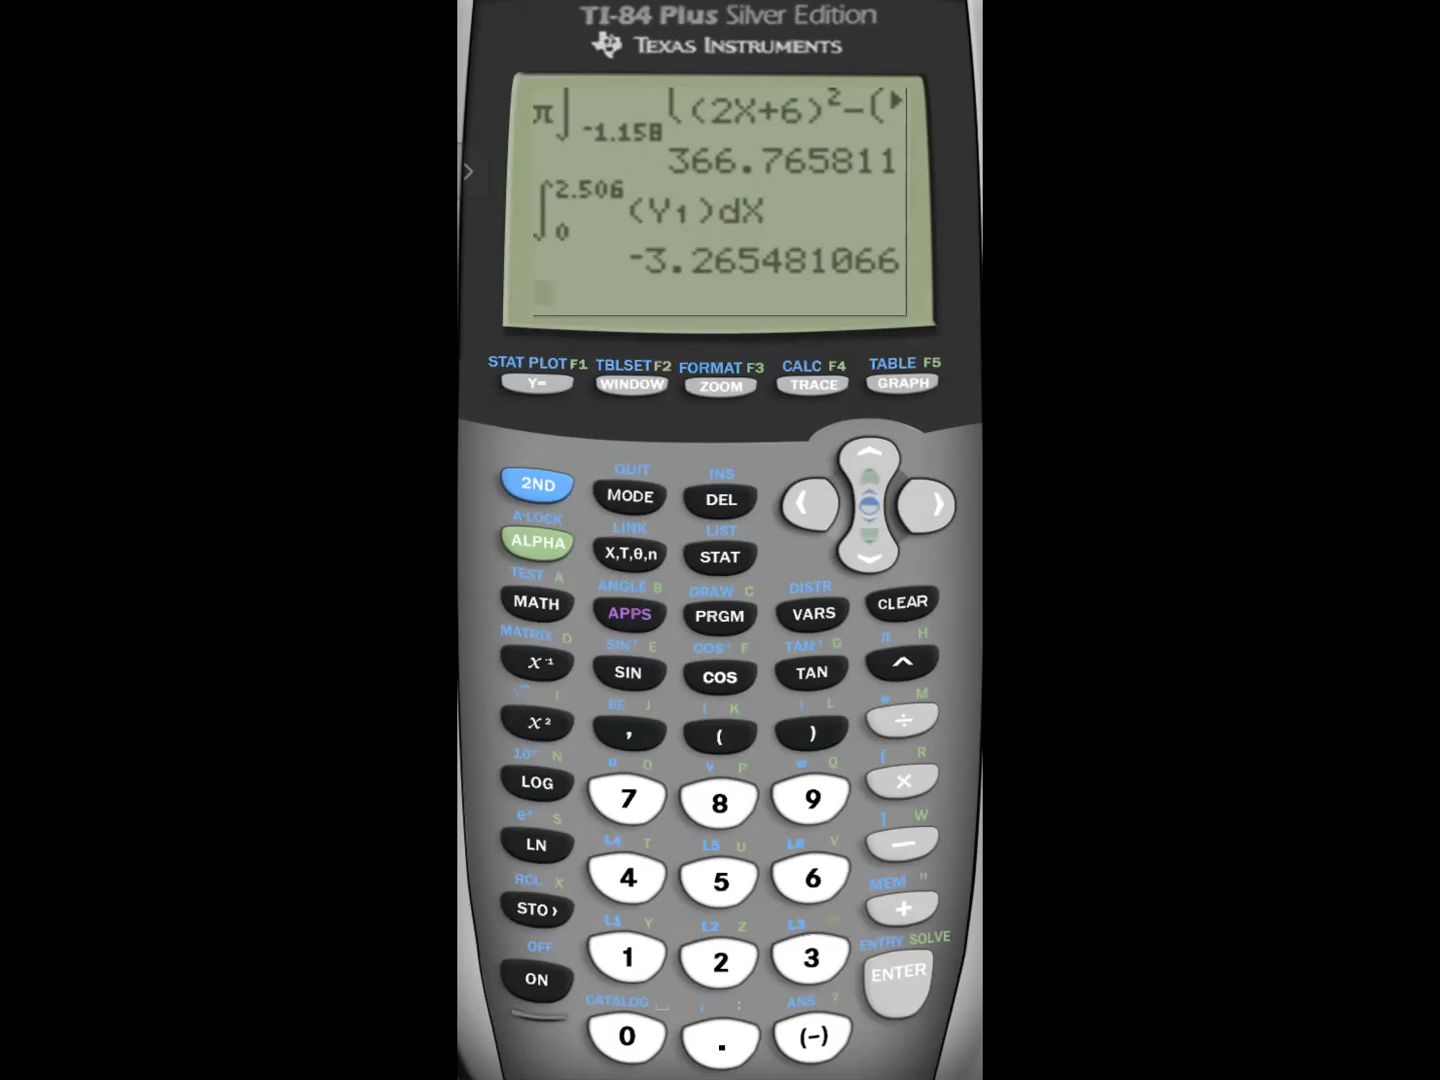 TI-84 Plus Silver Edition
TEXAS INSTRUMENTS
π∫ -1.158 ((2X+6)²-(
366.765811
∫ 2.506 0 (Y₁)dX
-3.265481066
STAT PLOT F1 TBLSET F2 FORMAT F3 CALC F4 TABLE F5
Y= WINDOW ZOOM TRACE GRAPH
QUIT INS
2ND MODE DEL
A-LOCK LINK LIST
ALPHA X,T,θ,n STAT
TEST A ANGLE B DRAW C DISTR
MATH APPS PRGM VARS CLEAR
MATRIX D SIN⁻¹ E COS⁻¹ F TAN⁻¹ G π H
X⁻¹ SIN COS TAN ^
√ I EE J ( K ) L e M
X² , ( ) ÷
10ˣ N u O v P w Q [ R
LOG 7 8 9 ×
eˣ S L4 T L5 U L6 V ] W
LN 4 5 6 −
RCL X L1 Y L2 Z L3 MEM "
STO› 1 2 3 +
OFF ENTRY SOLVE
ON ENTER
CATALOG i : ANS ?
0 . (-)